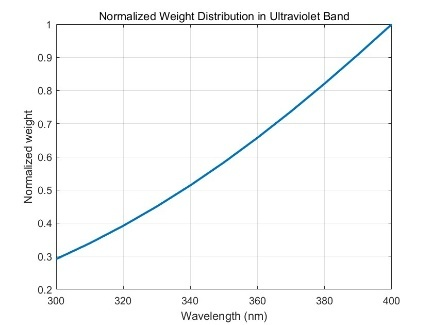 Normalized Weight Distribution in Ultraviolet Band
1
0.9
0.8
0.7
0.6
0.5
0.4
0.3
0.2
Normalized weight
300 320 340 360 380 400
Wavelength (nm)